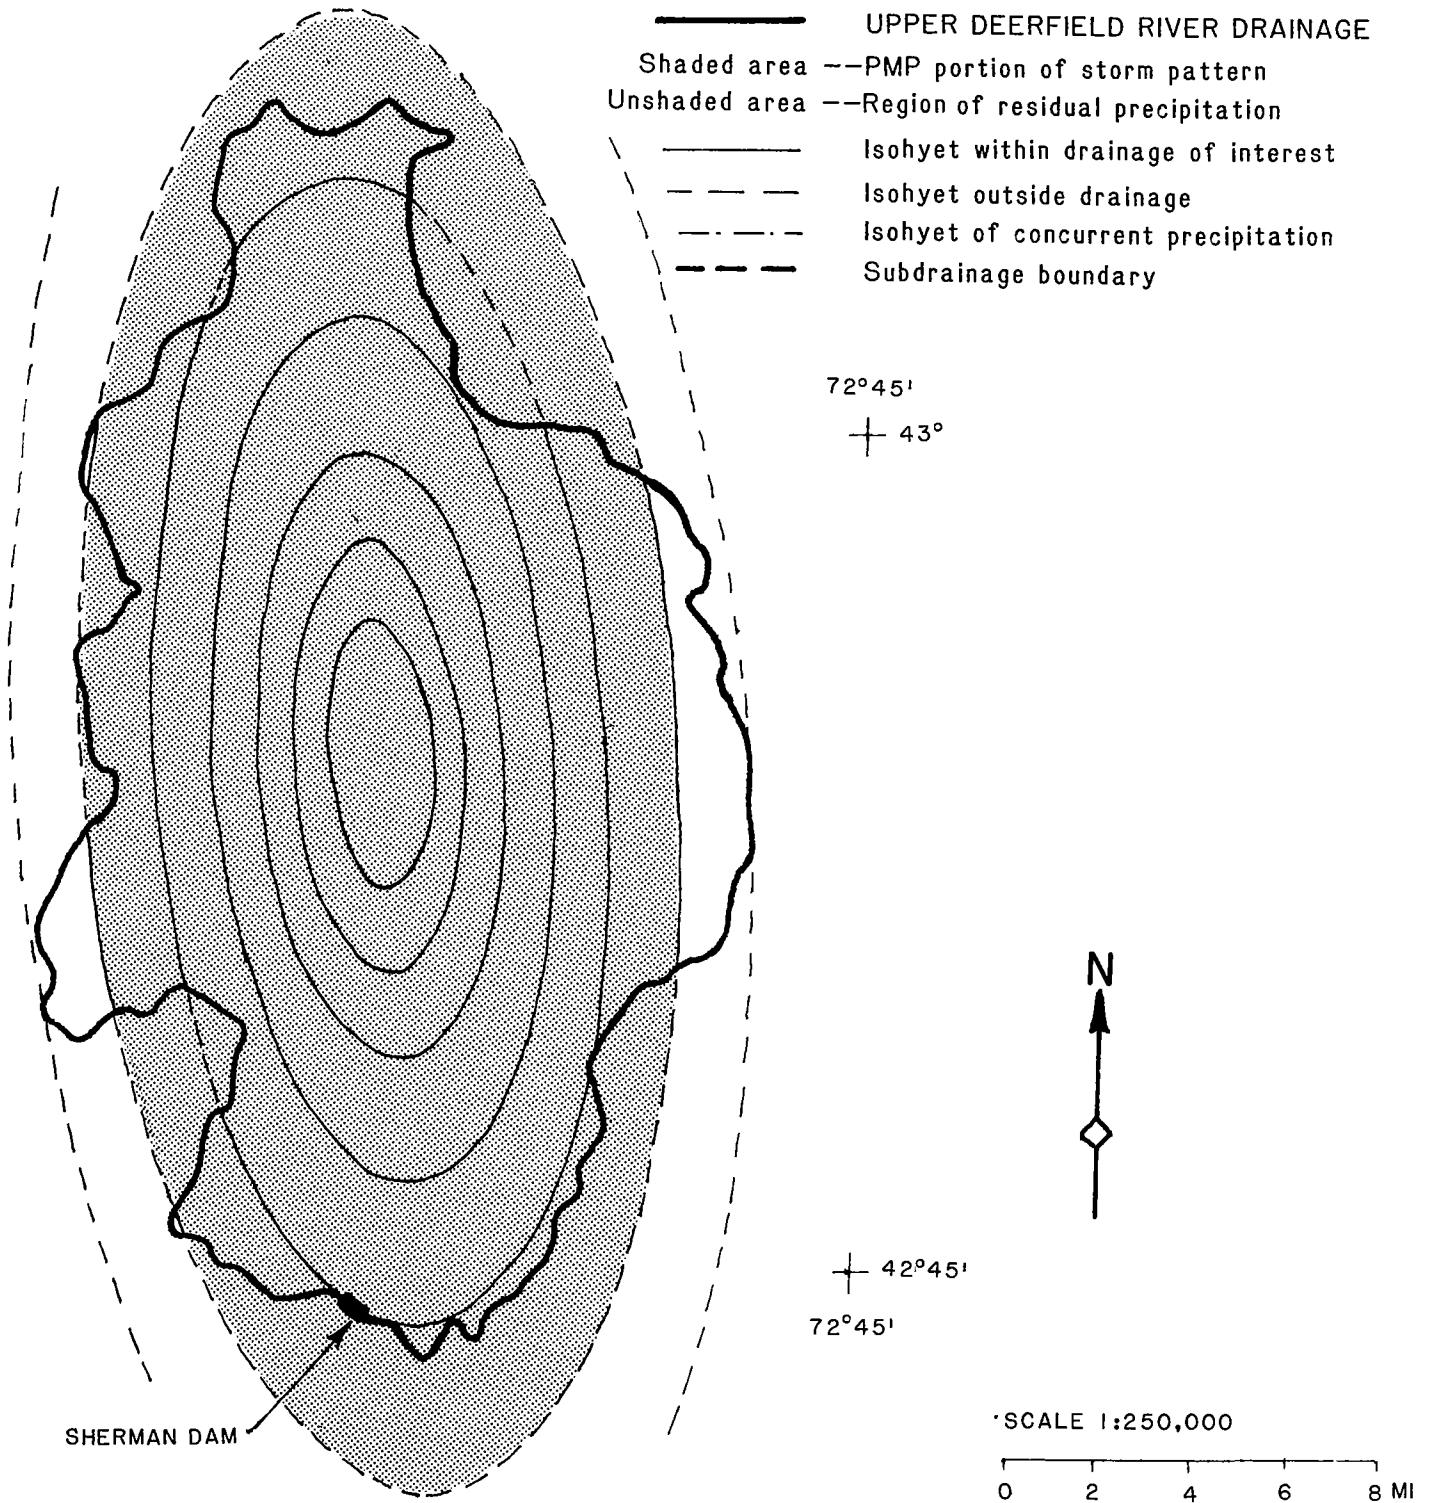 UPPER DEERFIELD RIVER DRAINAGE
Shaded area --PMP portion of storm pattern
Unshaded area --Region of residual precipitation
Isohyet within drainage of interest
Isohyet outside drainage
Isohyet of concurrent precipitation
Subdrainage boundary
72°45'
43°
N
42°45'
72°45'
SHERMAN DAM
SCALE 1:250,000
0 2 4 6 8 MI